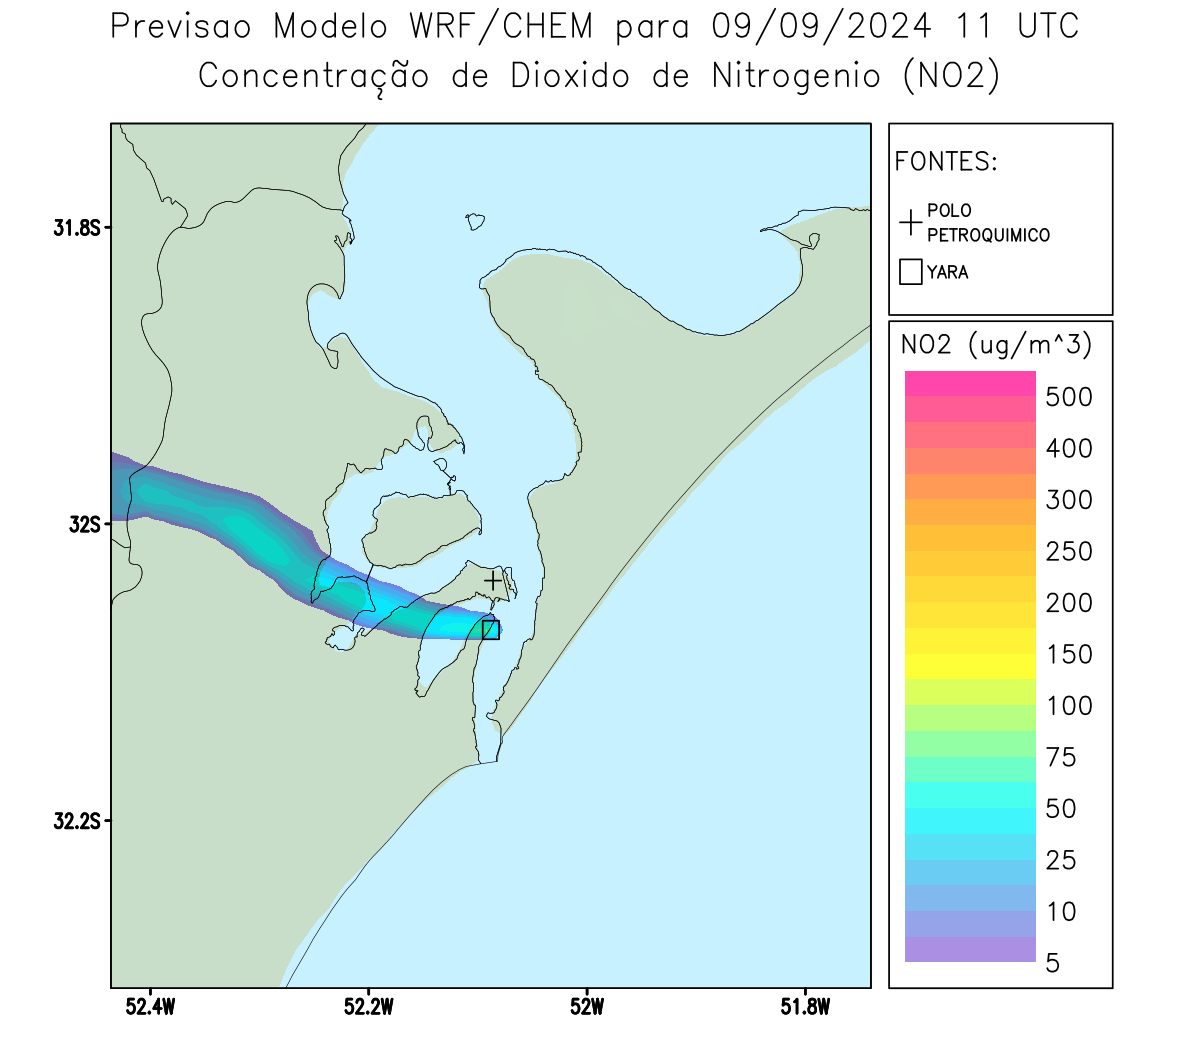 Previsao Modelo WRF/CHEM para 09/09/2024 11 UTC
Concentração de Dioxido de Nitrogenio (NO2)
FONTES:
POLO
PETROQUIMICO
YARA
NO2 (ug/m^3)
500
400
300
250
200
150
100
75
50
25
10
5
31.8S
32S
32.2S
52.4W
52.2W
52W
51.8W